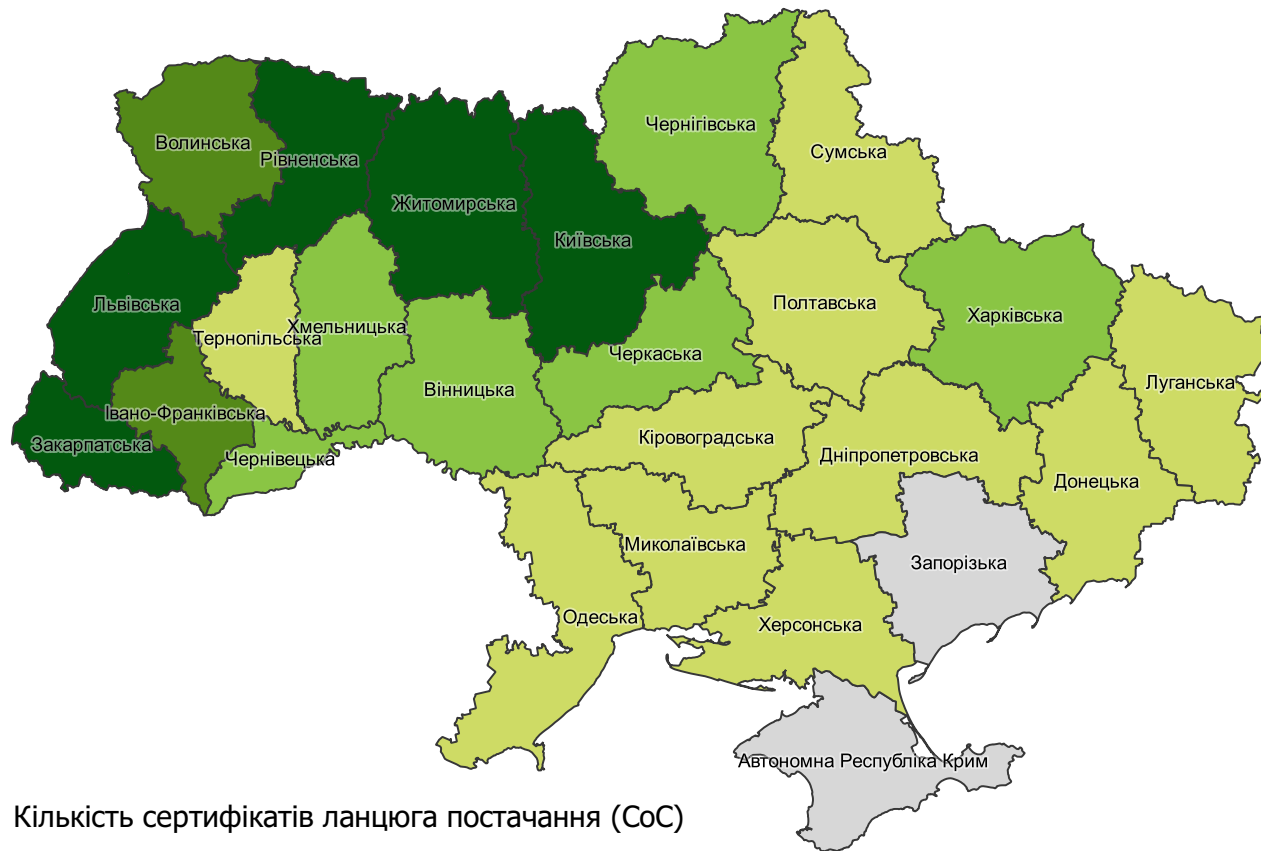 Чернігівська
Волинська
Сумська
Рівненська
Житомирська
Київська
Львівська
Полтавська
Харківська
Хмельницька
Тернопільська
Черкаська
Луганська
Вінницька
Івано-Франківська
Кіровоградська
Закарпатська
Чернівецька
Дніпропетровська
Донецька
Миколаївська
Запорізька
Одеська
Херсонська
Автономна Республіка Крим
Кількість сертифікатів ланцюга постачання (CoC)